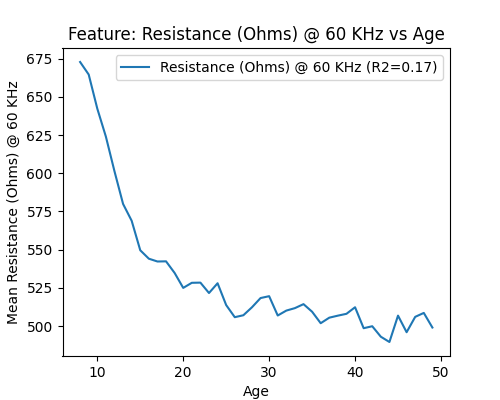 Feature: Resistance (Ohms) @ 60 KHz vs Age
Resistance (Ohms) @ 60 KHz (R2=0.17)
Mean Resistance (Ohms) @ 60 KHz
675
650
625
600
575
550
525
500
10 20 30 40 50
Age